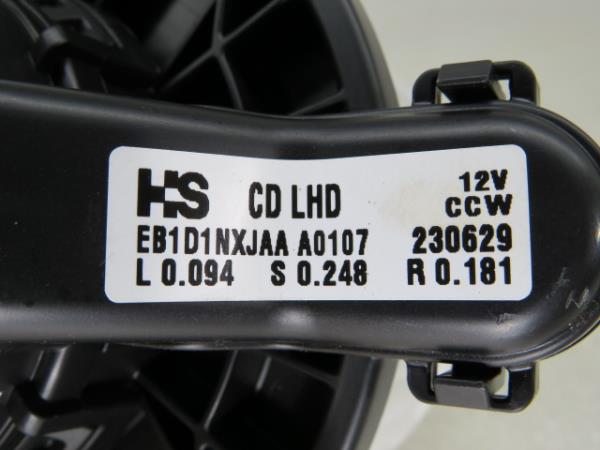 HS CD LHD 12V
CCW
EB1D1NXJAA A0107 230629
L 0.094 S 0.248 R 0.181